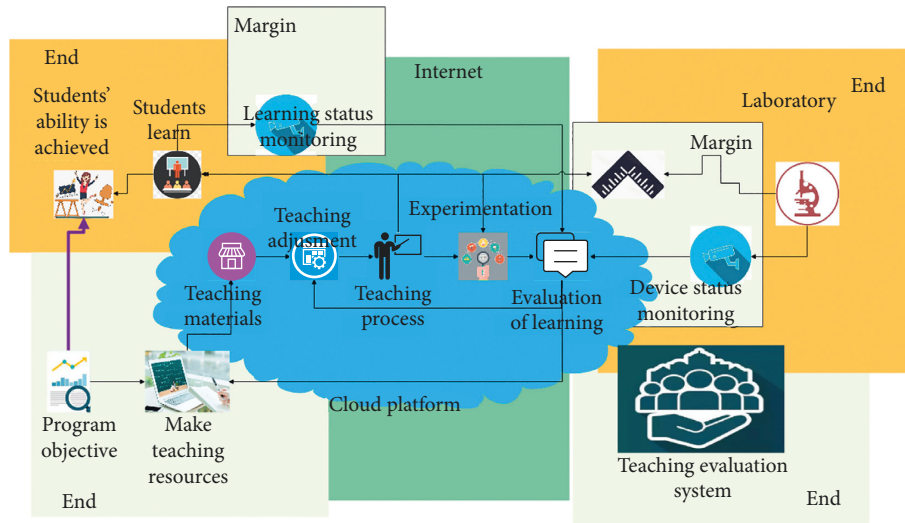 Margin
End
Internet
End
Students'
ability is
achieved
Students
learn
Learning status
monitoring
Laboratory
Margin
Teaching
adjusment
Experimentation
Teaching
materials
Teaching
process
Evaluation
of learning
Device status
monitoring
Cloud platform
Program
objective
Make
teaching
resources
Teaching evaluation
system
End
End